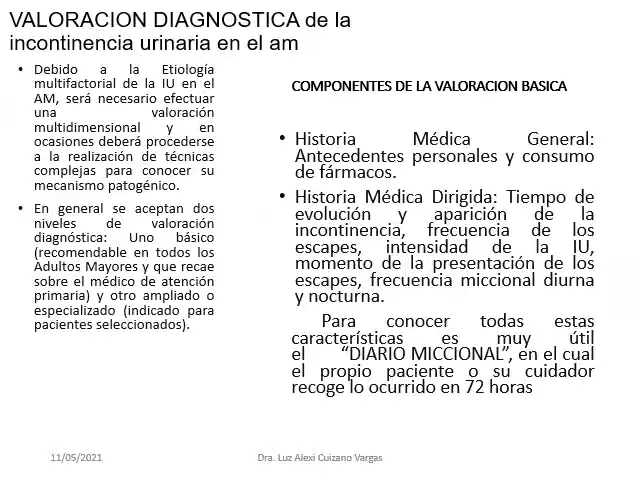 VALORACION DIAGNOSTICA de la
incontinencia urinaria en el am
• Debido a la Etiología
multifactorial de la IU en el
AM, será necesario efectuar
una valoración
multidimensional y en
ocasiones deberá procederse
a la realización de técnicas
complejas para conocer su
mecanismo patogénico.
• En general se aceptan dos
niveles de valoración
diagnóstica: Uno básico
(recomendable en todos los
Adultos Mayores y que recae
sobre el médico de atención
primaria) y otro ampliado o
especializado (indicado para
pacientes seleccionados).
COMPONENTES DE LA VALORACION BASICA
• Historia Médica General:
Antecedentes personales y consumo
de fármacos.
• Historia Médica Dirigida: Tiempo de
evolución y aparición de la
incontinencia, frecuencia de los
escapes, intensidad de la IU,
momento de la presentación de los
escapes, frecuencia miccional diurna
y nocturna.
Para conocer todas estas
características es muy útil
el “DIARIO MICCIONAL”, en el cual
el propio paciente o su cuidador
recoge lo ocurrido en 72 horas
11/05/2021
Dra. Luz Alexi Cuizano Vargas